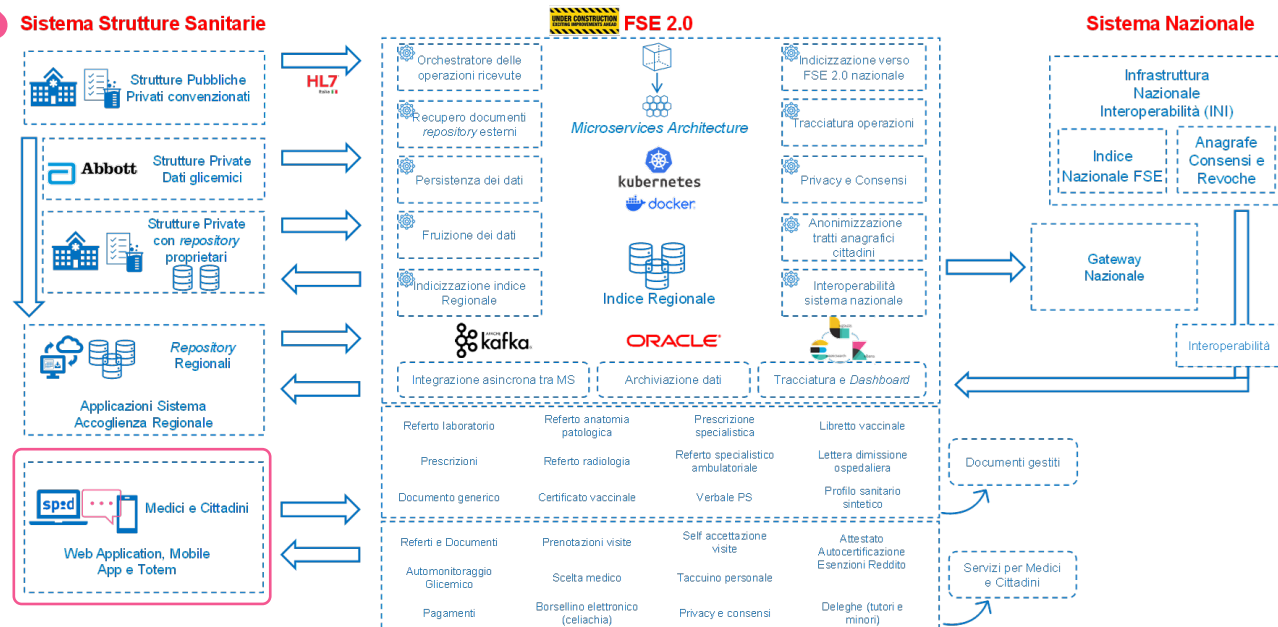 Sistema Strutture Sanitarie
UNDER CONSTRUCTION
EXCITING IMPROVEMENTS AHEAD
FSE 2.0
Sistema Nazionale
Strutture Pubbliche
Privati convenzionati
HL7
Italia
Abbott
Strutture Private
Dati glicemici
Strutture Private
con repository
proprietari
Repository
Regionali
Applicazioni Sistema
Accoglienza Regionale
sp:d
Medici e Cittadini
Web Application, Mobile
App e Totem
Orchestratore delle
operazioni ricevute
Recupero documenti
repository esterni
Persistenza dei dati
Fruizione dei dati
Indicizzazione indice
Regionale
Microservices Architecture
kubernetes
docker
Indice Regionale
Indicizzazione verso
FSE 2.0 nazionale
Tracciatura operazioni
Privacy e Consensi
Anonimizzazione
tratti anagrafici
cittadini
Interoperabilità
sistema nazionale
APACHE
kafka
ORACLE
Integrazione asincrona tra MS
Archiviazione dati
Tracciatura e Dashboard
Referto laboratorio
Referto anatomia
patologica
Prescrizione
specialistica
Libretto vaccinale
Prescrizioni
Referto radiologia
Referto specialistico
ambulatoriale
Lettera dimissione
ospedaliera
Documento generico
Certificato vaccinale
Verbale PS
Profilo sanitario
sintetico
Documenti gestiti
Referti e Documenti
Prenotazioni visite
Self accettazione
visite
Attestato
Autocertificazione
Esenzioni Reddito
Automonitoraggio
Glicemico
Scelta medico
Taccuino personale
Pagamenti
Borsellino elettronico
(celiachia)
Privacy e consensi
Deleghe (tutori e
minori)
Servizi per Medici
e Cittadini
Infrastruttura
Nazionale
Interoperabilità (INI)
Indice
Nazionale FSE
Anagrafe
Consensi e
Revoche
Gateway
Nazionale
Interoperabilità